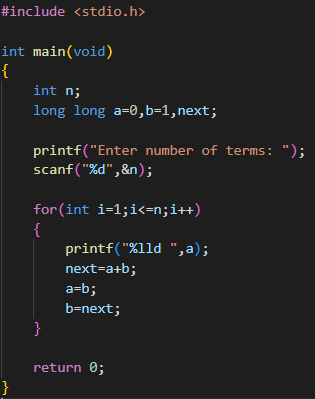 #include <stdio.h>
int main(void)
{
int n;
long long a=0,b=1,next;
printf("Enter number of terms: ");
scanf("%d",&n);
for(int i=1;i<=n;i++)
{
printf("%lld ",a);
next=a+b;
a=b;
b=next;
}
return 0;
}